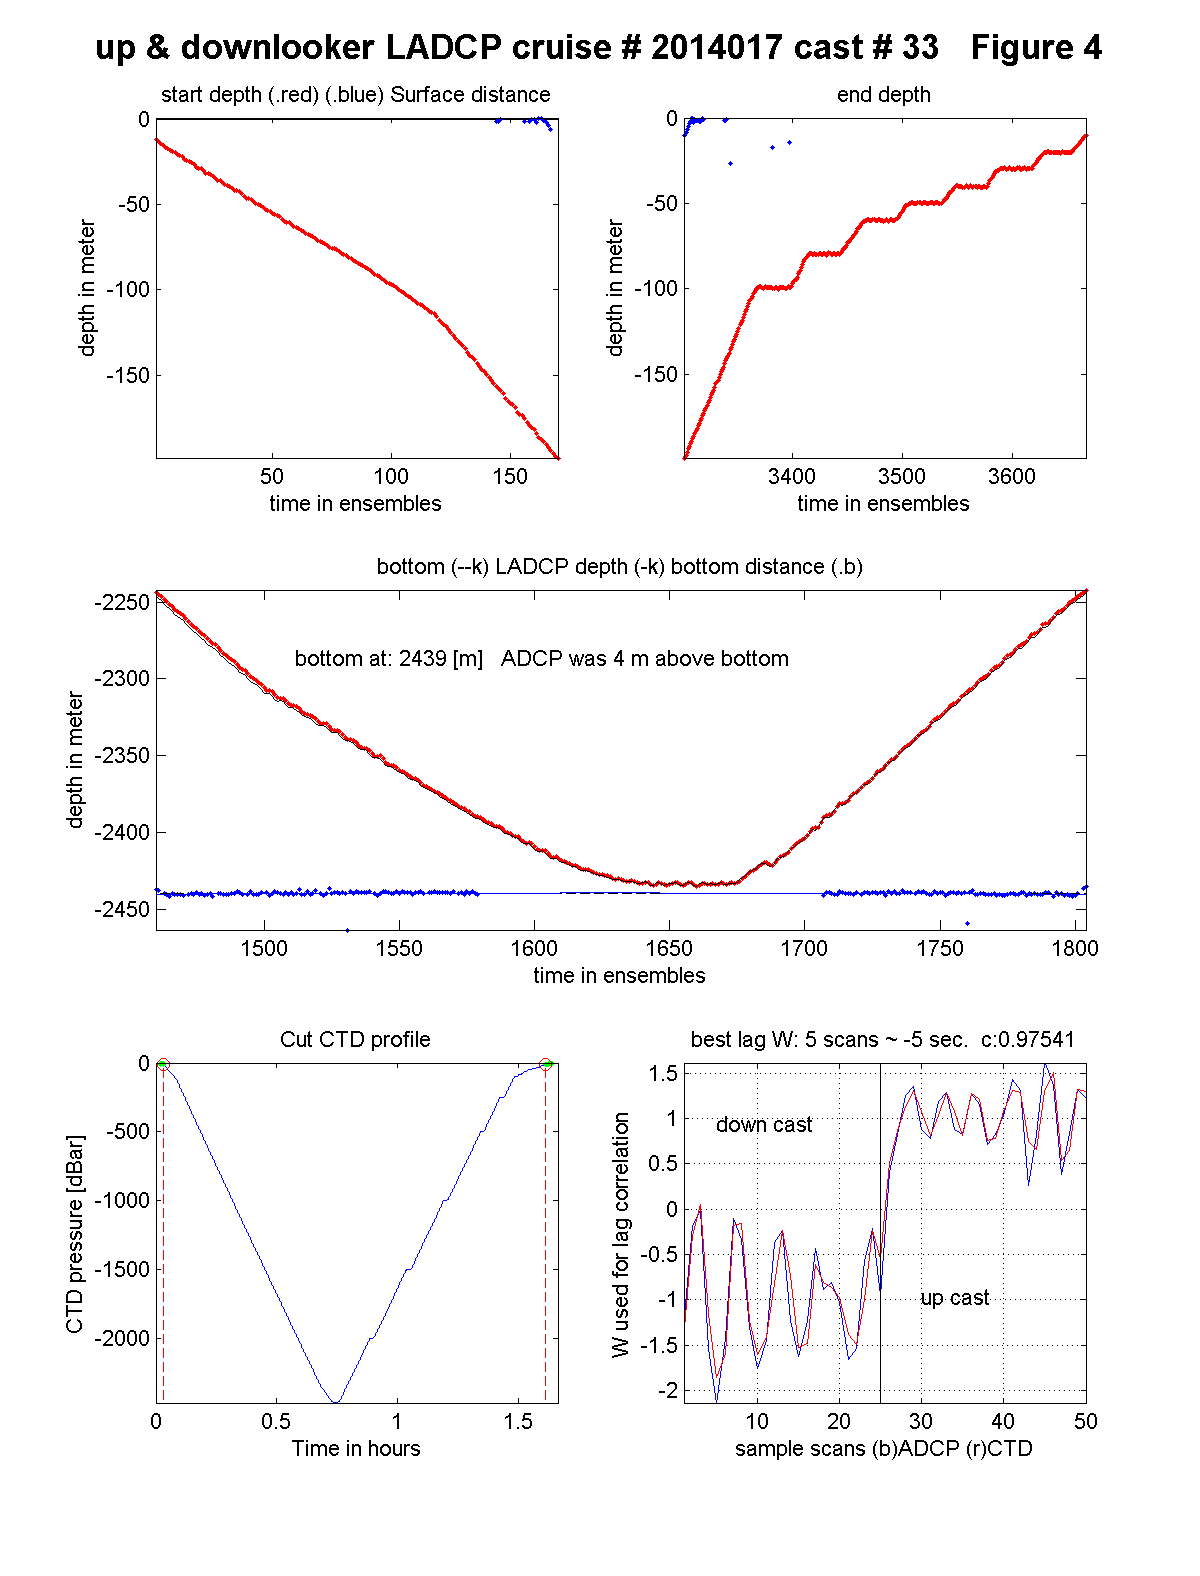 up & downlooker LADCP cruise # 2014017 cast # 33 Figure 4
start depth (.red) (.blue) Surface distance
0
-50
-100
-150
depth in meter
50 100 150
time in ensembles
end depth
0
-50
-100
-150
depth in meter
3400 3500 3600
time in ensembles
bottom (--k) LADCP depth (-k) bottom distance (.b)
-2250
-2300
-2350
-2400
-2450
depth in meter
bottom at: 2439 [m] ADCP was 4 m above bottom
1500 1550 1600 1650 1700 1750 1800
time in ensembles
Cut CTD profile
0
-500
-1000
-1500
-2000
CTD pressure [dBar]
0 0.5 1 1.5
Time in hours
best lag W: 5 scans ~ -5 sec. c:0.97541
1.5
1
0.5
0
-0.5
-1
-1.5
-2
W used for lag correlation
down cast
up cast
10 20 30 40 50
sample scans (b)ADCP (r)CTD